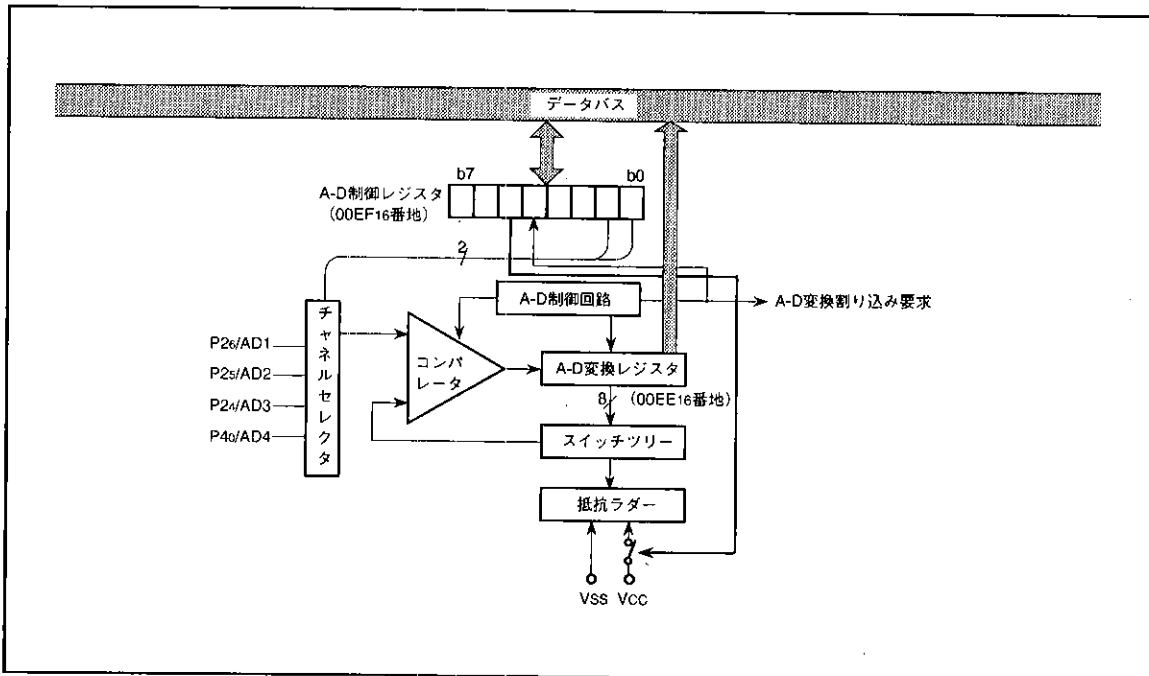 データバス
b7 b0
A-D制御レジスタ
(00EF16番地)
2
A-D制御回路
A-D変換割り込み要求
チャネルセレクタ
P26/AD1
P25/AD2
P24/AD3
P40/AD4
コンパレータ
A-D変換レジスタ
8 (00EE16番地)
スイッチツリー
抵抗ラダー
VSS VCC